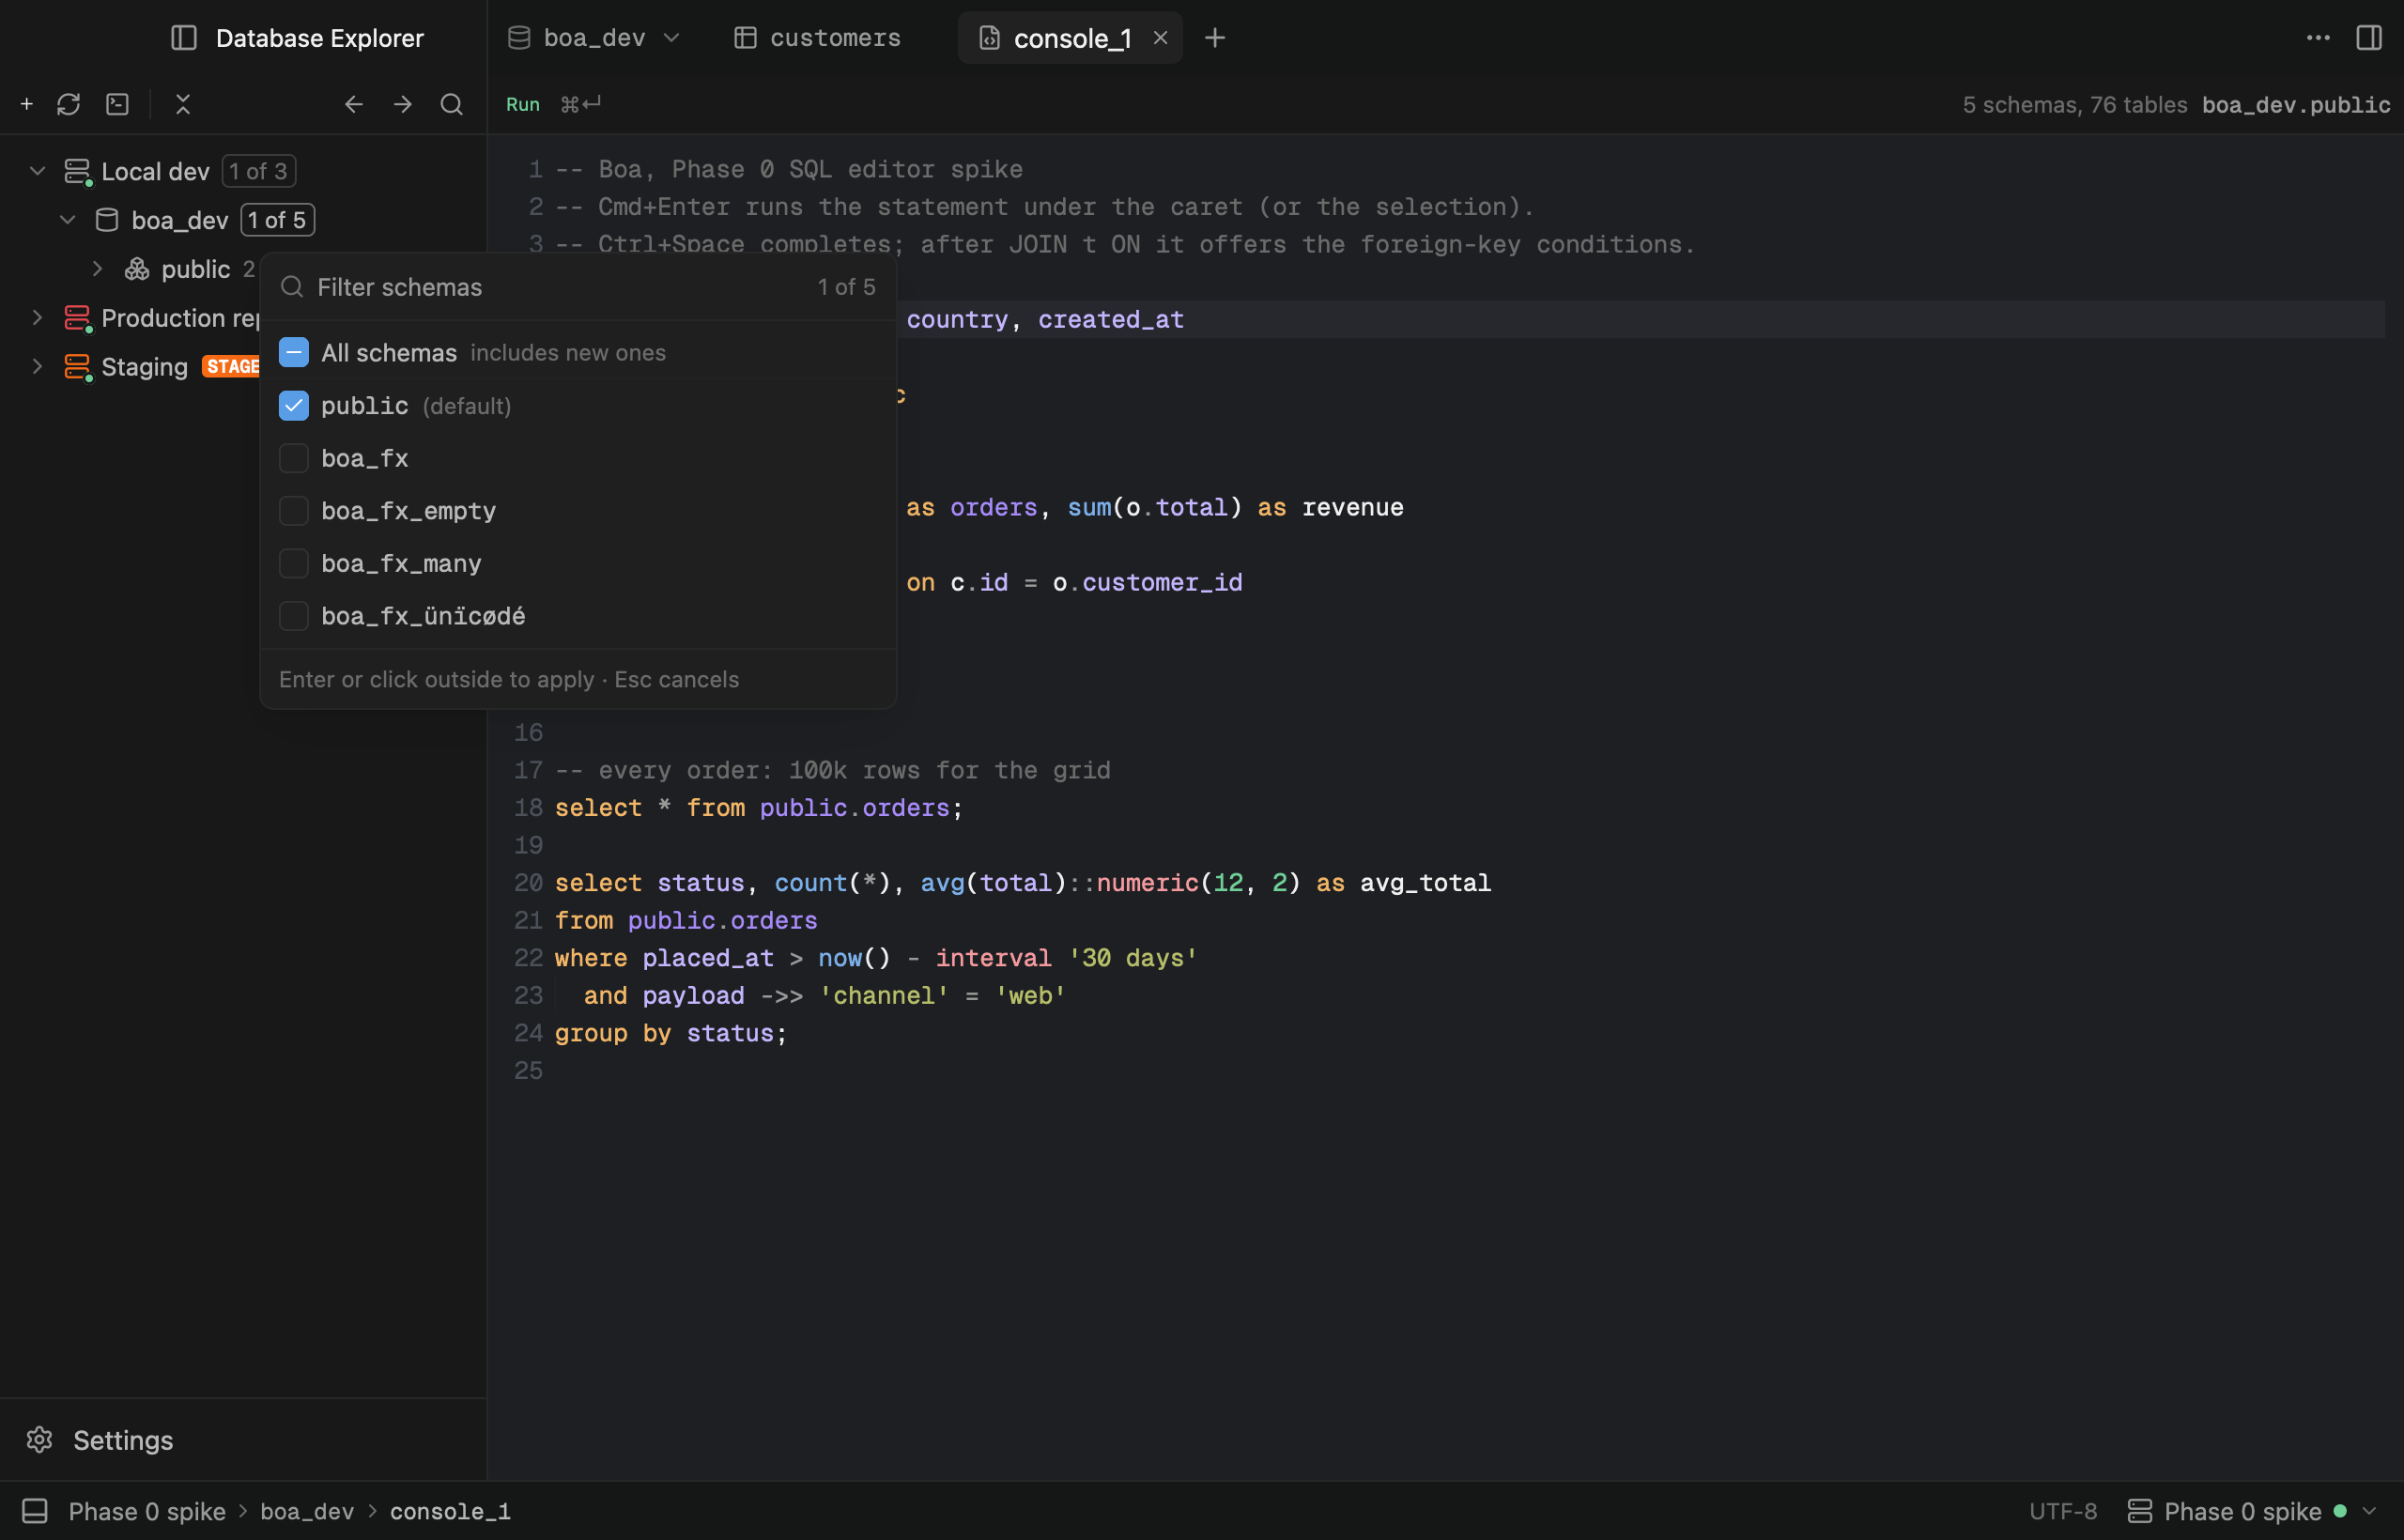 Database Explorer
boa_dev
customers
console_1
Run ⌘↵
5 schemas, 76 tables boa_dev.public
Local dev 1 of 3
boa_dev 1 of 5
public 2
Production rep
Staging STAGE
Filter schemas 1 of 5
All schemas includes new ones
public (default)
boa_fx
boa_fx_empty
boa_fx_many
boa_fx_ünïcødé
Enter or click outside to apply · Esc cancels
1 -- Boa, Phase 0 SQL editor spike
2 -- Cmd+Enter runs the statement under the caret (or the selection).
3 -- Ctrl+Space completes; after JOIN t ON it offers the foreign-key conditions.
country, created_at
c
as orders, sum(o.total) as revenue
on c.id = o.customer_id
16
17 -- every order: 100k rows for the grid
18 select * from public.orders;
19
20 select status, count(*), avg(total)::numeric(12, 2) as avg_total
21 from public.orders
22 where placed_at > now() - interval '30 days'
23 and payload ->> 'channel' = 'web'
24 group by status;
25
Settings
Phase 0 spike > boa_dev > console_1
UTF-8 Phase 0 spike